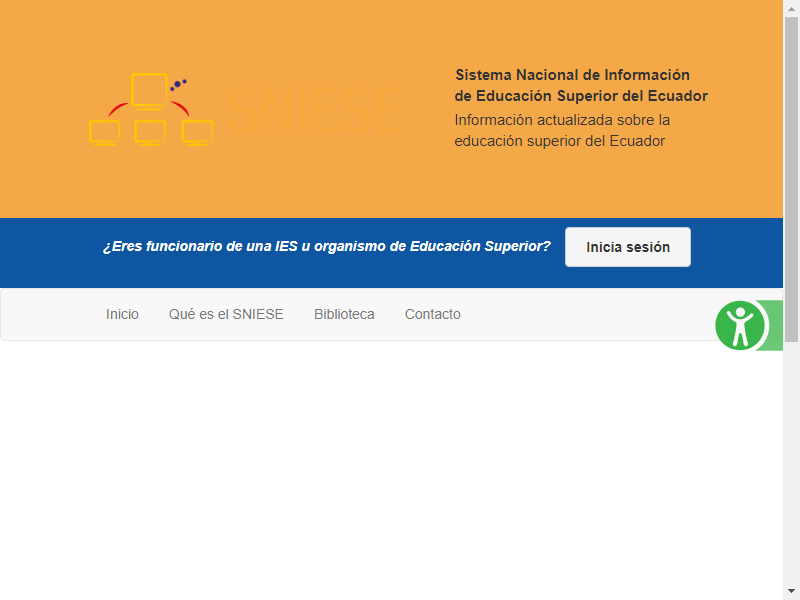 SNIESE
Sistema Nacional de Información
de Educación Superior del Ecuador
Información actualizada sobre la
educación superior del Ecuador
¿Eres funcionario de una IES u organismo de Educación Superior?
Inicia sesión
Inicio
Qué es el SNIESE
Biblioteca
Contacto